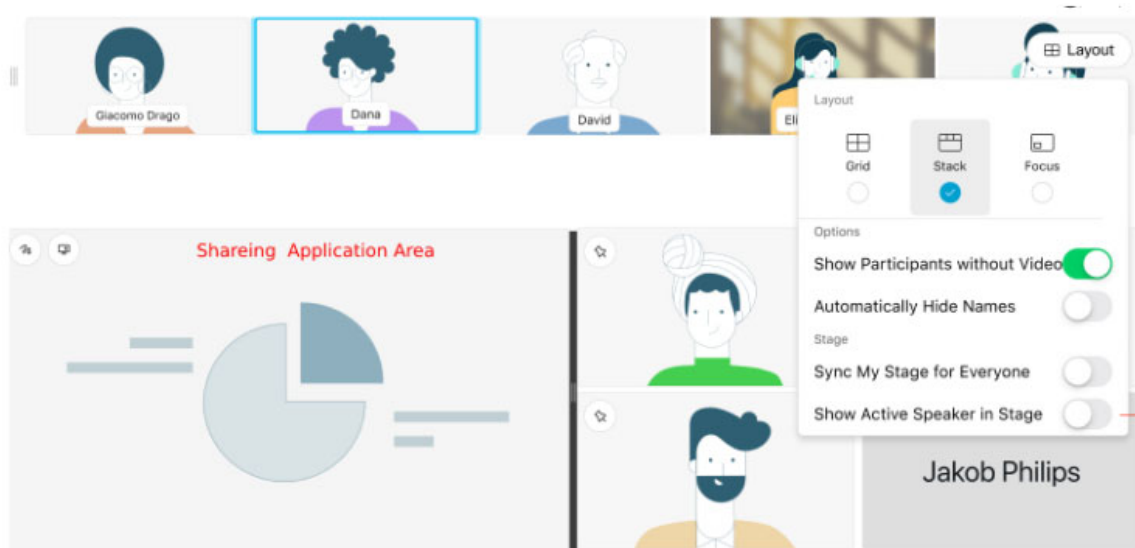 Layout
Giacomo Drago
Dana
David
Eli
Layout
Grid
Stack
Focus
Options
Show Participants without Video
Automatically Hide Names
Stage
Sync My Stage for Everyone
Show Active Speaker in Stage
Shareing Application Area
Jakob Philips